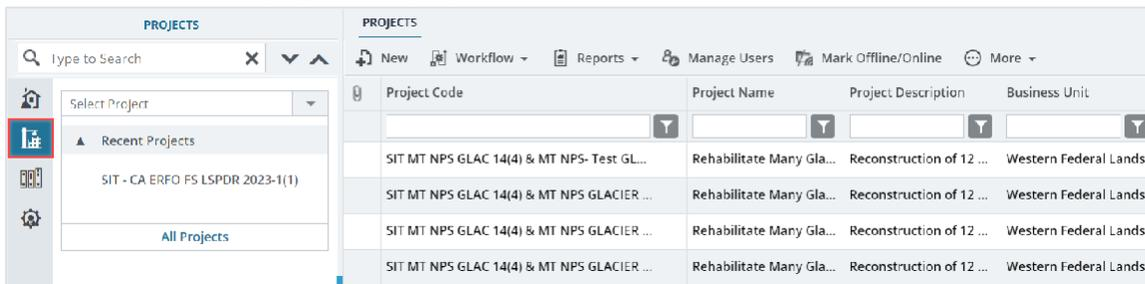 PROJECTS
Type to Search
Select Project
Recent Projects
SIT - CA ERFO FS LSPDR 2023-1(1)
All Projects
PROJECTS
New Workflow Reports Manage Users Mark Offline/Online More
Project Code Project Name Project Description Business Unit
SIT MT NPS GLAC 14(4) & MT NPS- Test GL... Rehabilitate Many Gla... Reconstruction of 12 ... Western Federal Lands
SIT MT NPS GLAC 14(4) & MT NPS GLACIER ... Rehabilitate Many Gla... Reconstruction of 12 ... Western Federal Lands
SIT MT NPS GLAC 14(4) & MT NPS GLACIER ... Rehabilitate Many Gla... Reconstruction of 12 ... Western Federal Lands
SIT MT NPS GLAC 14(4) & MT NPS GLACIER ... Rehabilitate Many Gla... Reconstruction of 12 ... Western Federal Lands